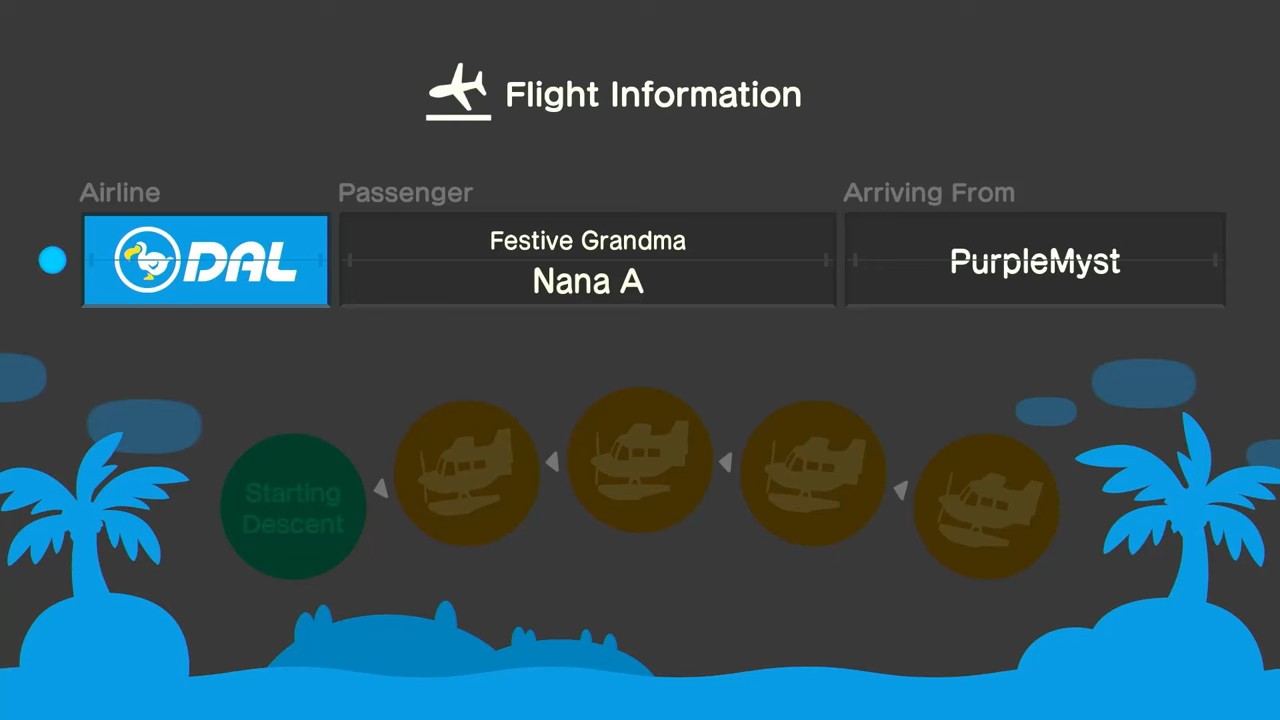 Flight Information
Airline
Passenger
Arriving From
DAL
Festive Grandma
Nana A
PurpleMyst
Starting
Descent